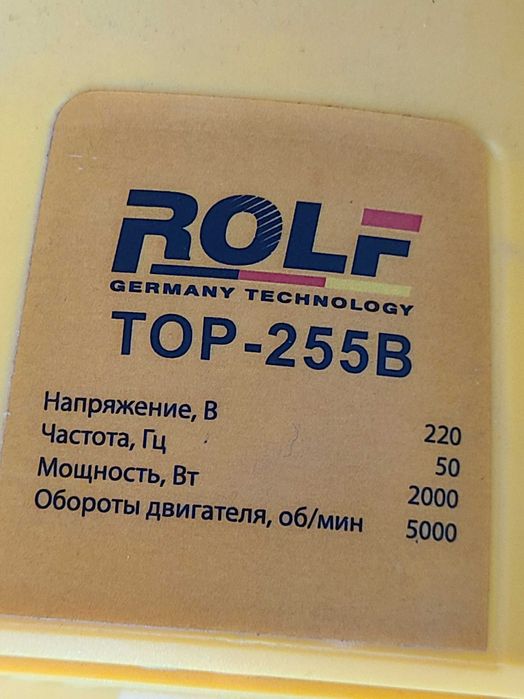 ROLF
GERMANY TECHNOLOGY
TOP-255B
Напряжение, В 220
Частота, Гц 50
Мощность, Вт 2000
Обороты двигателя, об/мин 5000